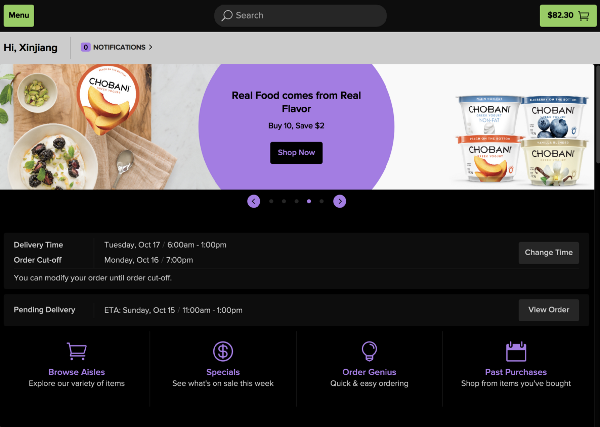 Menu
Search
$82.30
Hi, Xinjiang
0 NOTIFICATIONS >
CHOBANI
Real Food comes from Real
Flavor
Buy 10, Save $2
Shop Now
CHOBANI
NON-FAT
CHOBANI
CHOBANI
CHOBANI
Delivery Time
Tuesday, Oct 17 / 6:00am - 1:00pm
Order Cut-off
Monday, Oct 16 / 7:00pm
You can modify your order until order cut-off.
Change Time
Pending Delivery
ETA: Sunday, Oct 15 / 11:00am - 1:00pm
View Order
Browse Aisles
Explore our variety of items
Specials
See what's on sale this week
Order Genius
Quick & easy ordering
Past Purchases
Shop from items you've bought